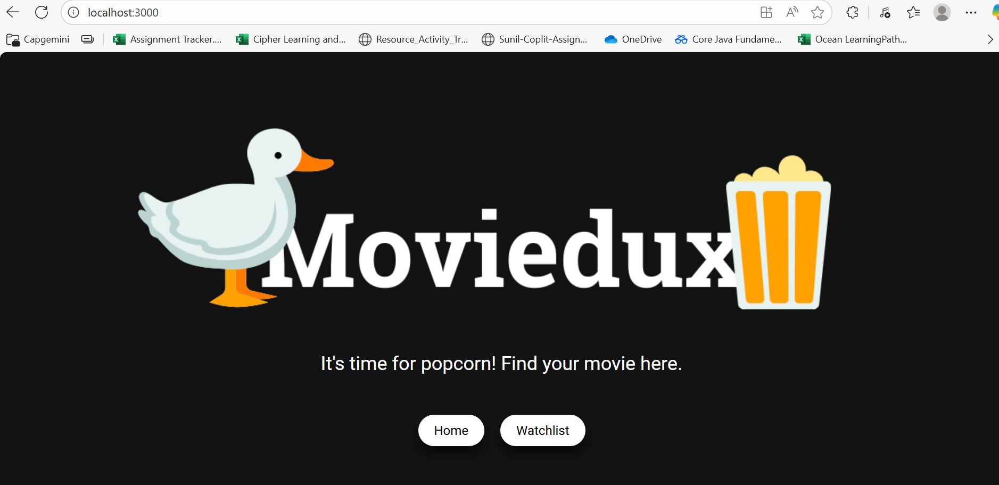 localhost:3000
Capgemini Assignment Tracker.... Cipher Learning and... Resource_Activity_Tr... Sunil-Coplit-Assign... OneDrive Core Java Fundame... Ocean LearningPath...
Moviedux
It's time for popcorn! Find your movie here.
Home Watchlist